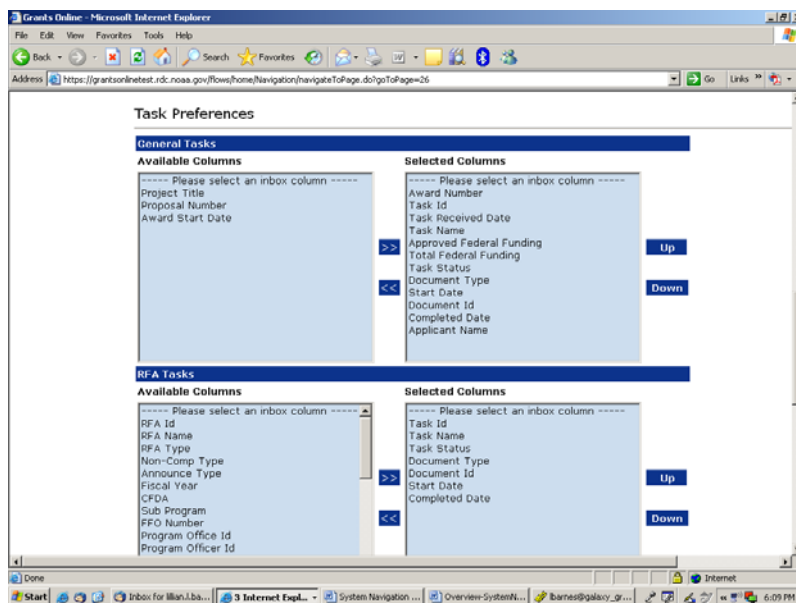 Grants Online - Microsoft Internet Explorer
File Edit View Favorites Tools Help
Back Search Favorites
Address https://grantsonlinetest.rdc.noaa.gov/flows/home/Navigation/navigateToPage.do?goToPage=26 Go Links »
Task Preferences
General Tasks
Available Columns
----- Please select an inbox column -----
Project Title
Proposal Number
Award Start Date
>>
<<
Selected Columns
----- Please select an inbox column -----
Award Number
Task Id
Task Received Date
Task Name
Approved Federal Funding
Total Federal Funding
Task Status
Document Type
Start Date
Document Id
Completed Date
Applicant Name
Up
Down
RFA Tasks
Available Columns
----- Please select an inbox column -----
RFA Id
RFA Name
RFA Type
Non-Comp Type
Announce Type
Fiscal Year
CFDA
Sub Program
FFO Number
Program Office Id
Program Officer Id
>>
<<
Selected Columns
----- Please select an inbox column -----
Task Id
Task Name
Task Status
Document Type
Document Id
Start Date
Completed Date
Up
Down
Done Internet
Start Inbox for lillian.l.ba... 3 Internet Expl... System Navigation ... Overview-SystemN... lbarnes@galaxy_gr... « 6:09 PM